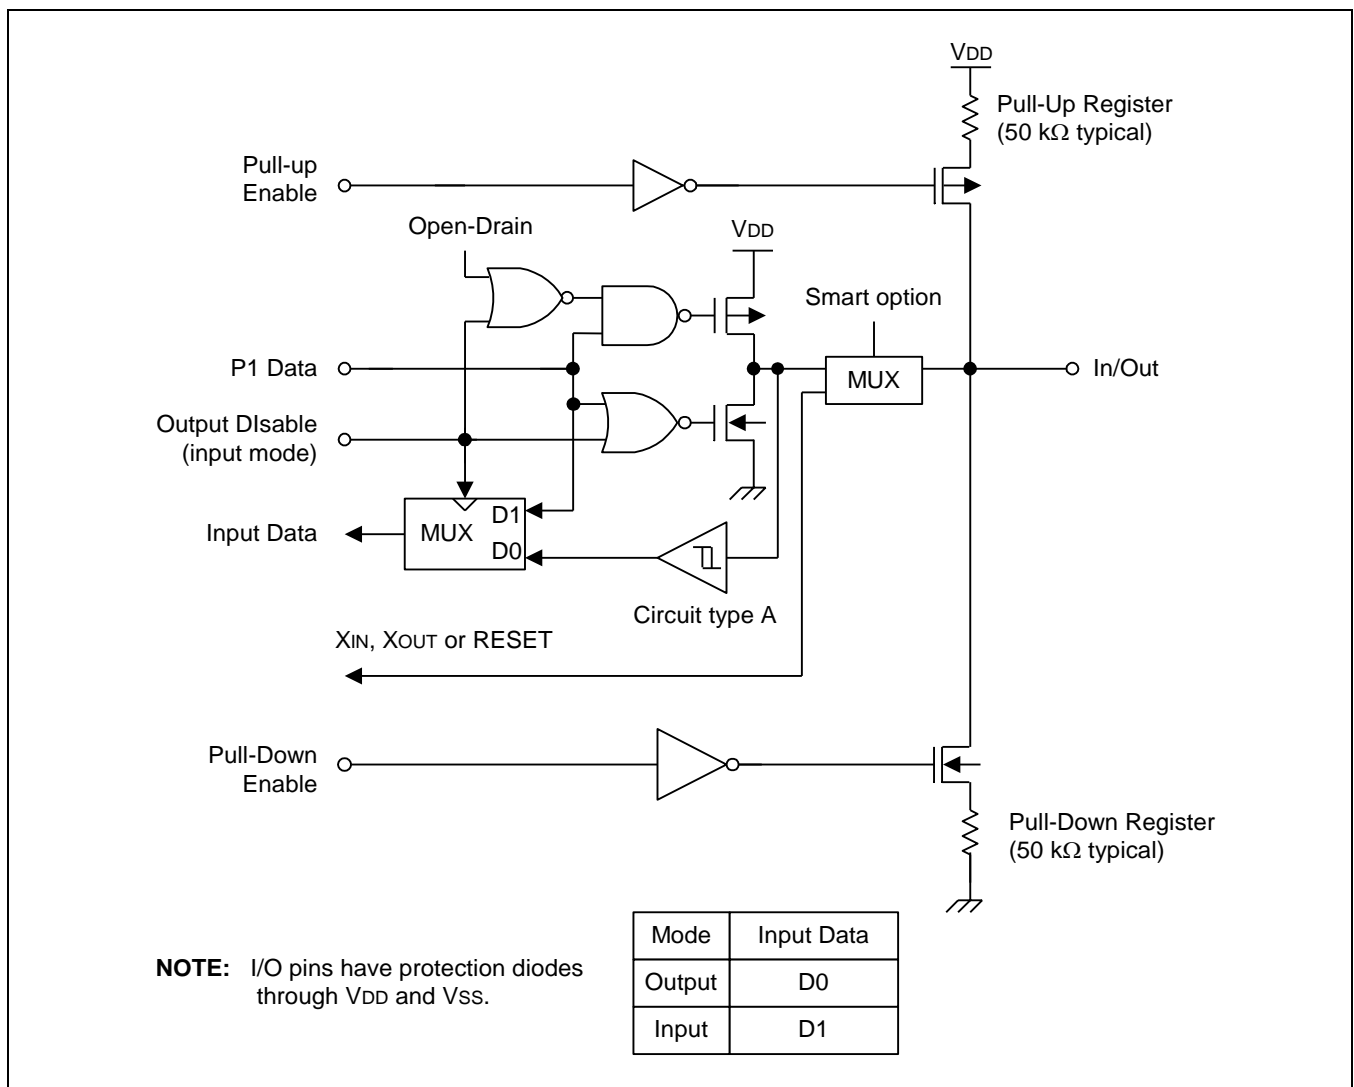 VDD
Pull-Up Register
(50 kΩ typical)
Pull-up
Enable
Open-Drain
VDD
Smart option
P1 Data
MUX
In/Out
Output DIsable
(input mode)
D1
Input Data
MUX
D0
Circuit type A
XIN, XOUT or RESET
Pull-Down
Enable
Pull-Down Register
(50 kΩ typical)
Mode Input Data
Output D0
Input D1
NOTE: I/O pins have protection diodes
through VDD and VSS.